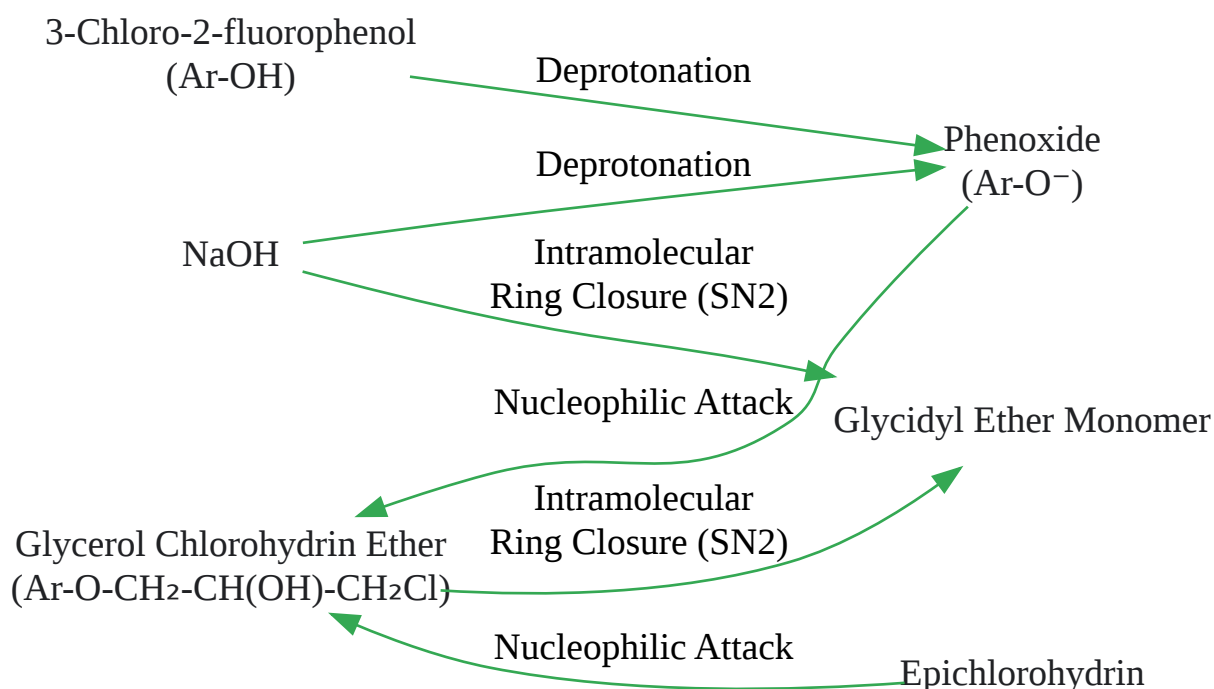 3-Chloro-2-fluorophenol
(Ar-OH)
Deprotonation
Phenoxide
(Ar-O⁻)
Deprotonation
NaOH
Intramolecular
Ring Closure (SN2)
Nucleophilic Attack
Glycidyl Ether Monomer
Intramolecular
Ring Closure (SN2)
Glycerol Chlorohydrin Ether
(Ar-O-CH₂-CH(OH)-CH₂Cl)
Nucleophilic Attack
Epichlorohydrin